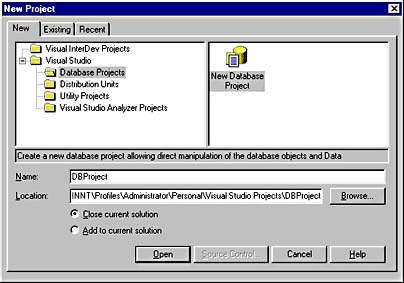 New Project
New Existing Recent
Visual InterDev Projects
Visual Studio
Database Projects
Distribution Units
Utility Projects
Visual Studio Analyzer Projects
New Database
Project
Create a new database project allowing direct manipulation of the database objects and Data
Name: DBProject
Location: INNT\Profiles\Administrator\Personal\Visual Studio Projects\DBProject Browse...
Close current solution
Add to current solution
Open Source Control... Cancel Help